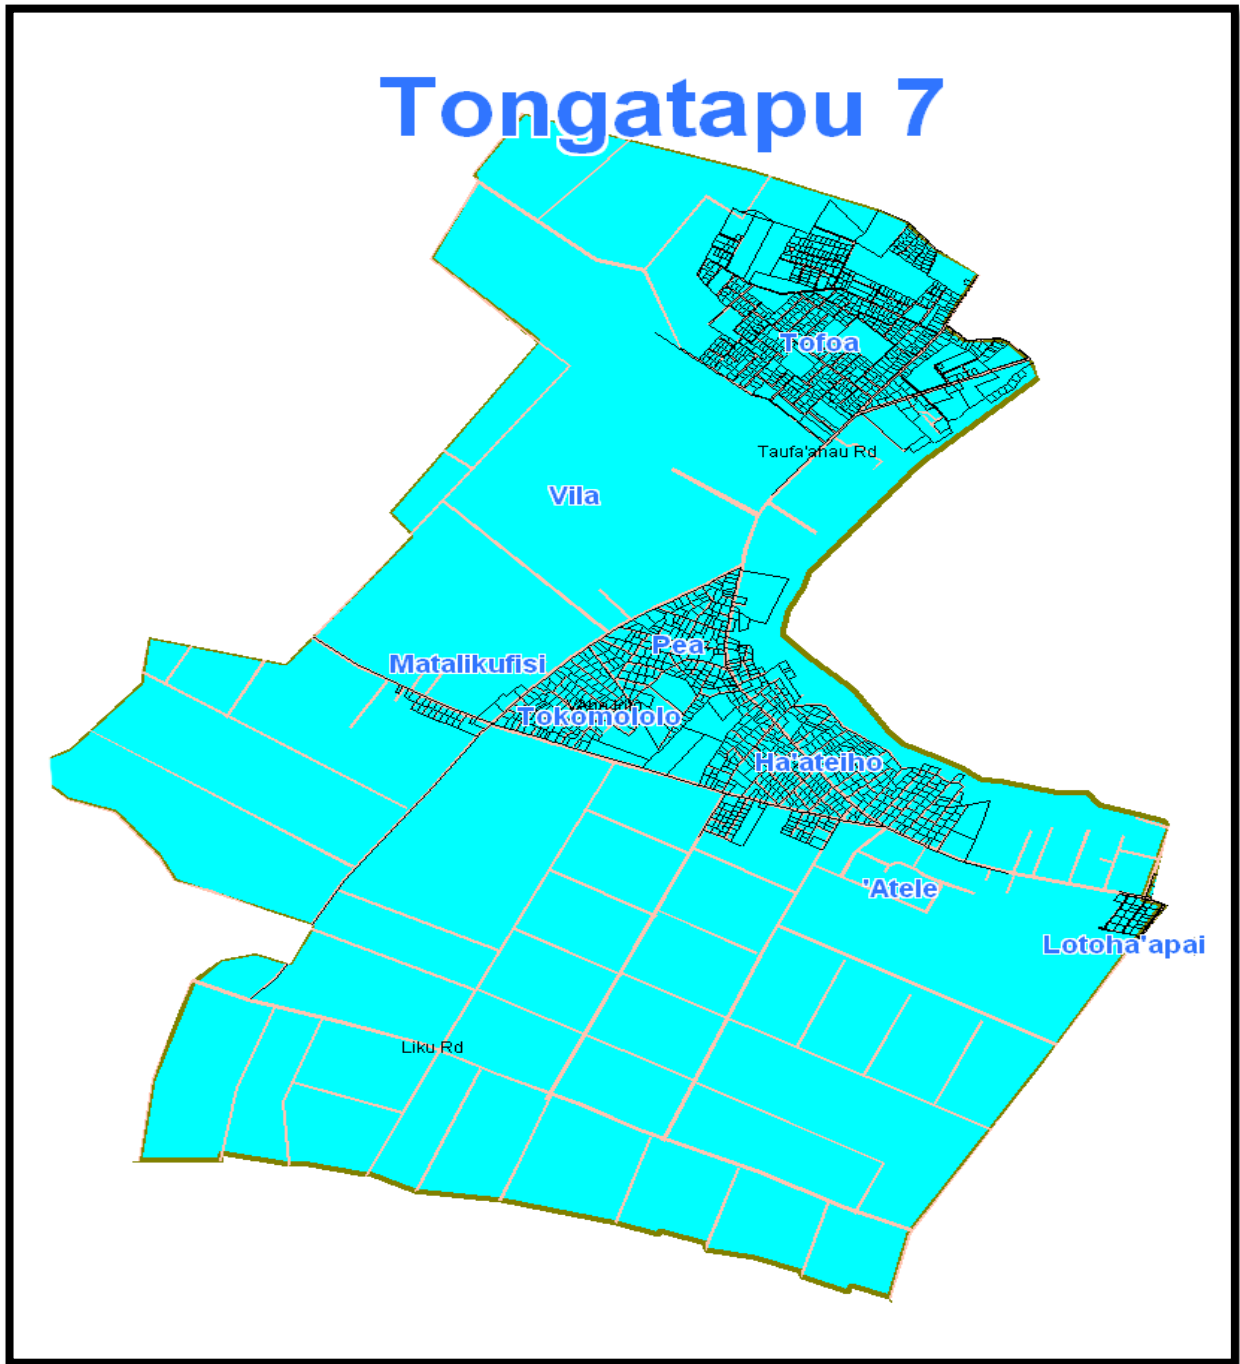 Tongatapu 7
Tofoa
Taufa'ahau Rd
Vila
Pea
Matalikufisi
Tokomololo
Ha'ateiho
'Atele
Lotoha'apai
Liku Rd